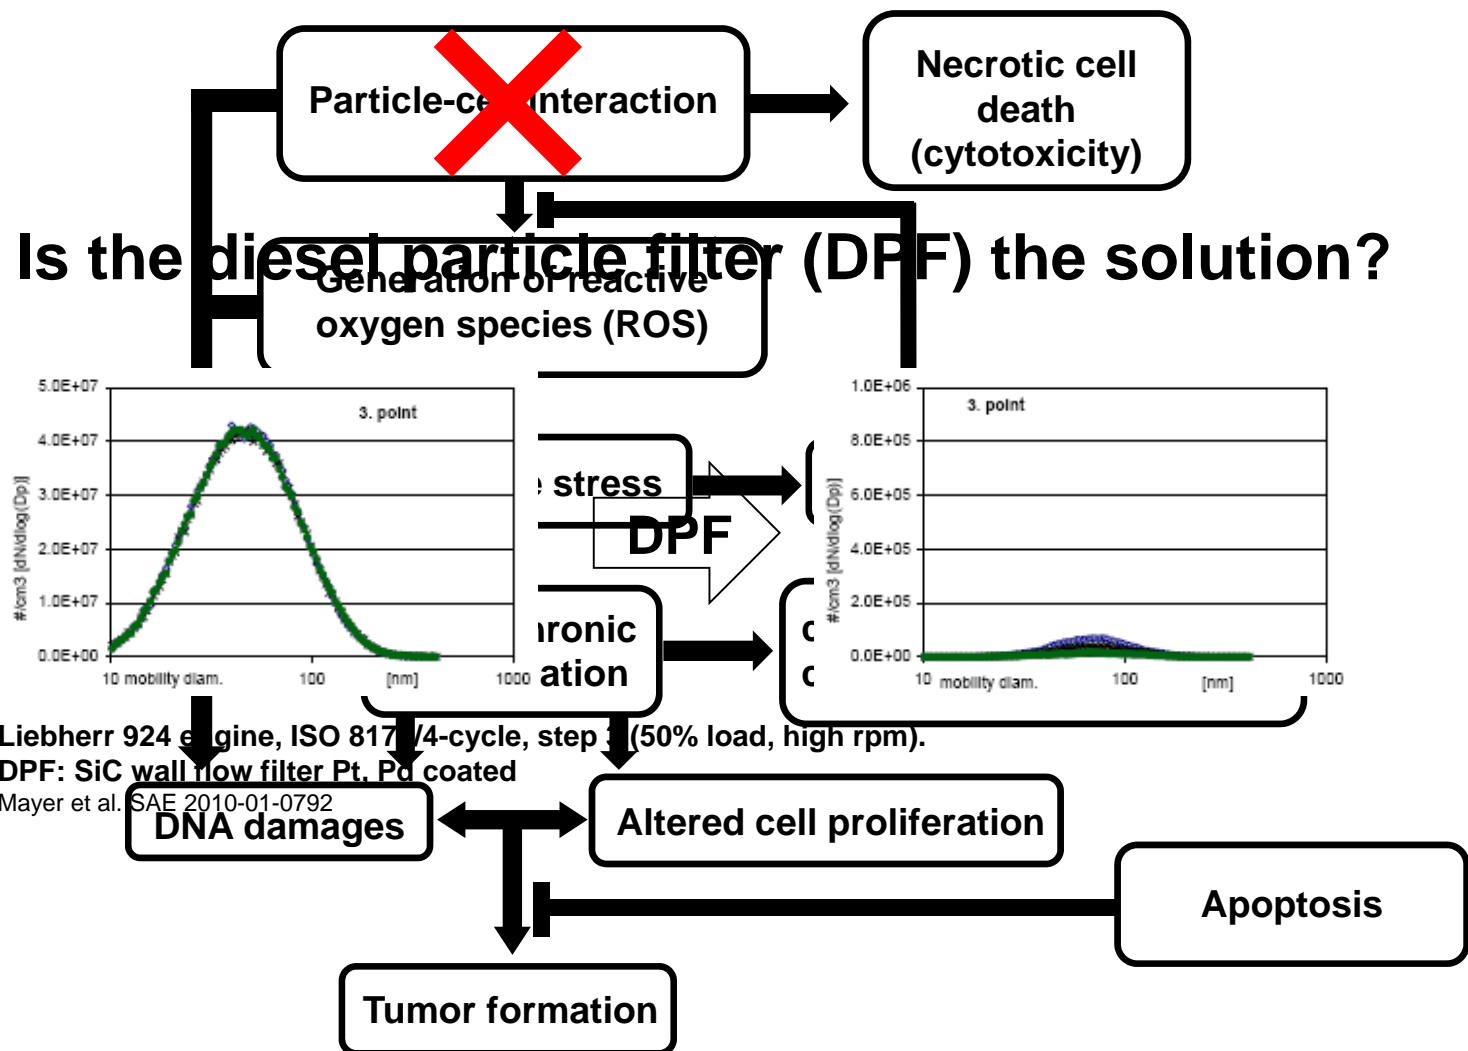 Particle-cell interaction
Necrotic cell
death
(cytotoxicity)
Is the diesel particle filter (DPF) the solution?
Generation of reactive
oxygen species (ROS)
5.0E+07
4.0E+07
3.0E+07
2.0E+07
1.0E+07
0.0E+00
#/cm3 [dN/dlog(Dp)]
3. point
10 mobility diam.
100
[nm]
1000
stress
DPF
ation
1.0E+06
8.0E+05
6.0E+05
4.0E+05
2.0E+05
0.0E+00
#/cm3 [dN/dlog(Dp)]
3. point
10 mobility diam.
100
[nm]
1000
Liebherr 924 engine, ISO 8178/4-cycle, step 3 (50% load, high rpm).
DPF: SiC wall flow filter Pt, Pd coated
Mayer et al. SAE 2010-01-0792
DNA damages
Altered cell proliferation
Apoptosis
Tumor formation